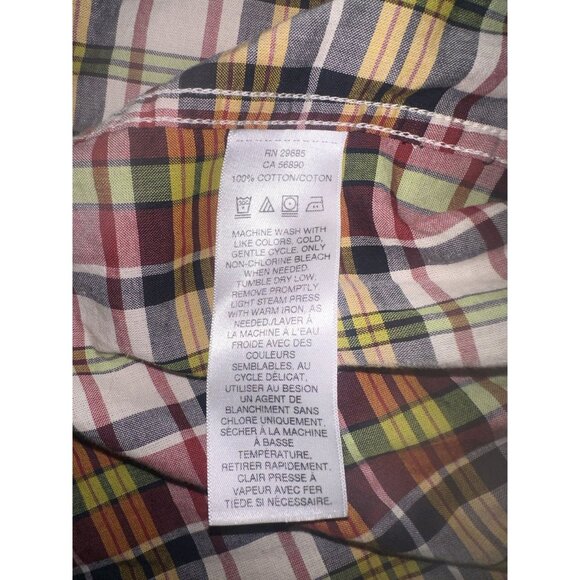 RN 29685
CA 56890
100% COTTON/COTON
MACHINE WASH WITH
LIKE COLORS, COLD,
GENTLE CYCLE. ONLY
NON-CHLORINE BLEACH
WHEN NEEDED.
TUMBLE DRY LOW.
REMOVE PROMPTLY.
LIGHT STEAM PRESS
WITH WARM IRON, AS
NEEDED./LAVER À
LA MACHINE À L'EAU
FROIDE AVEC DES
COULEURS
SEMBLABLES. AU
CYCLE DÉLICAT,
UTILISER AU BESION
UN AGENT DE
BLANCHIMENT SANS
CHLORE UNIQUEMENT.
SÉCHER À LA MACHINE
À BASSE
TEMPÉRATURE.
RETIRER RAPIDEMENT.
CLAIR PRESSE À
VAPEUR AVEC FER
TIEDE SI NÉCESSAIRE.